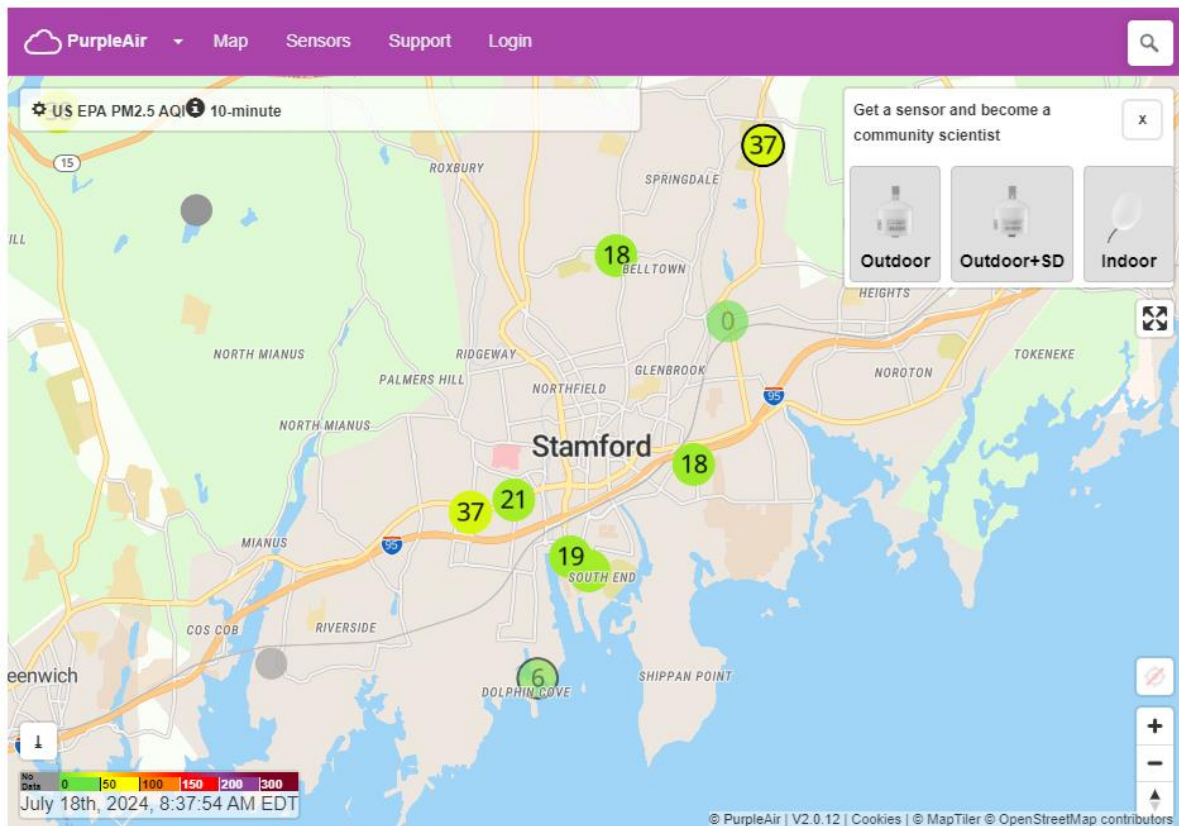 PurpleAir Map Sensors Support Login
US EPA PM2.5 AQI 10-minute
Get a sensor and become a
community scientist
x
Outdoor Outdoor+SD Indoor
37
15
ROXBURY
SPRINGDALE
18
BELLTOWN
HEIGHTS
0
NORTH MIANUS
RIDGEWAY
TOKENEKE
PALMERS HILL
GLENBROOK
NOROTON
NORTHFIELD
95
NORTH MIANUS
Stamford
18
21
37
MIANUS
95
19
SOUTH END
COS COB
RIVERSIDE
eenwich
6
DOLPHIN COVE
SHIPPAN POINT
No
Data
0 50 100 150 200 300
July 18th, 2024, 8:37:54 AM EDT
© PurpleAir | V2.0.12 | Cookies | © MapTiler © OpenStreetMap contributors